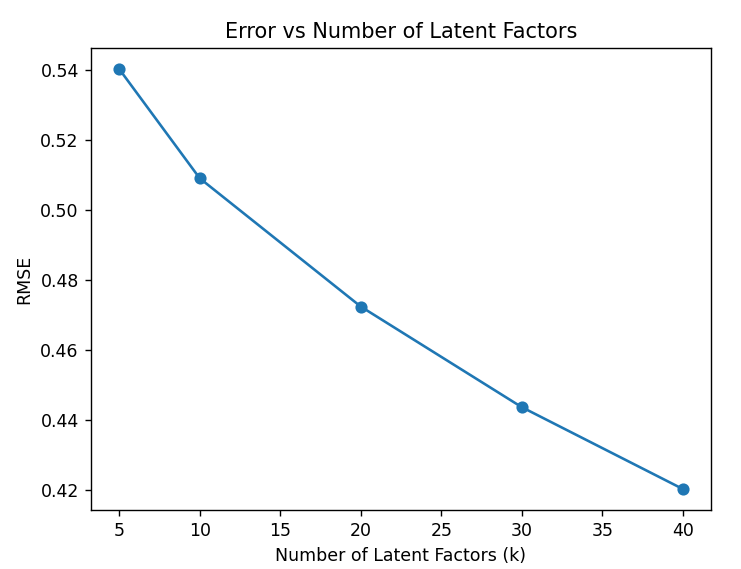 Error vs Number of Latent Factors
0.54
0.52
0.50
0.48
0.46
0.44
0.42
RMSE
5 10 15 20 25 30 35 40
Number of Latent Factors (k)